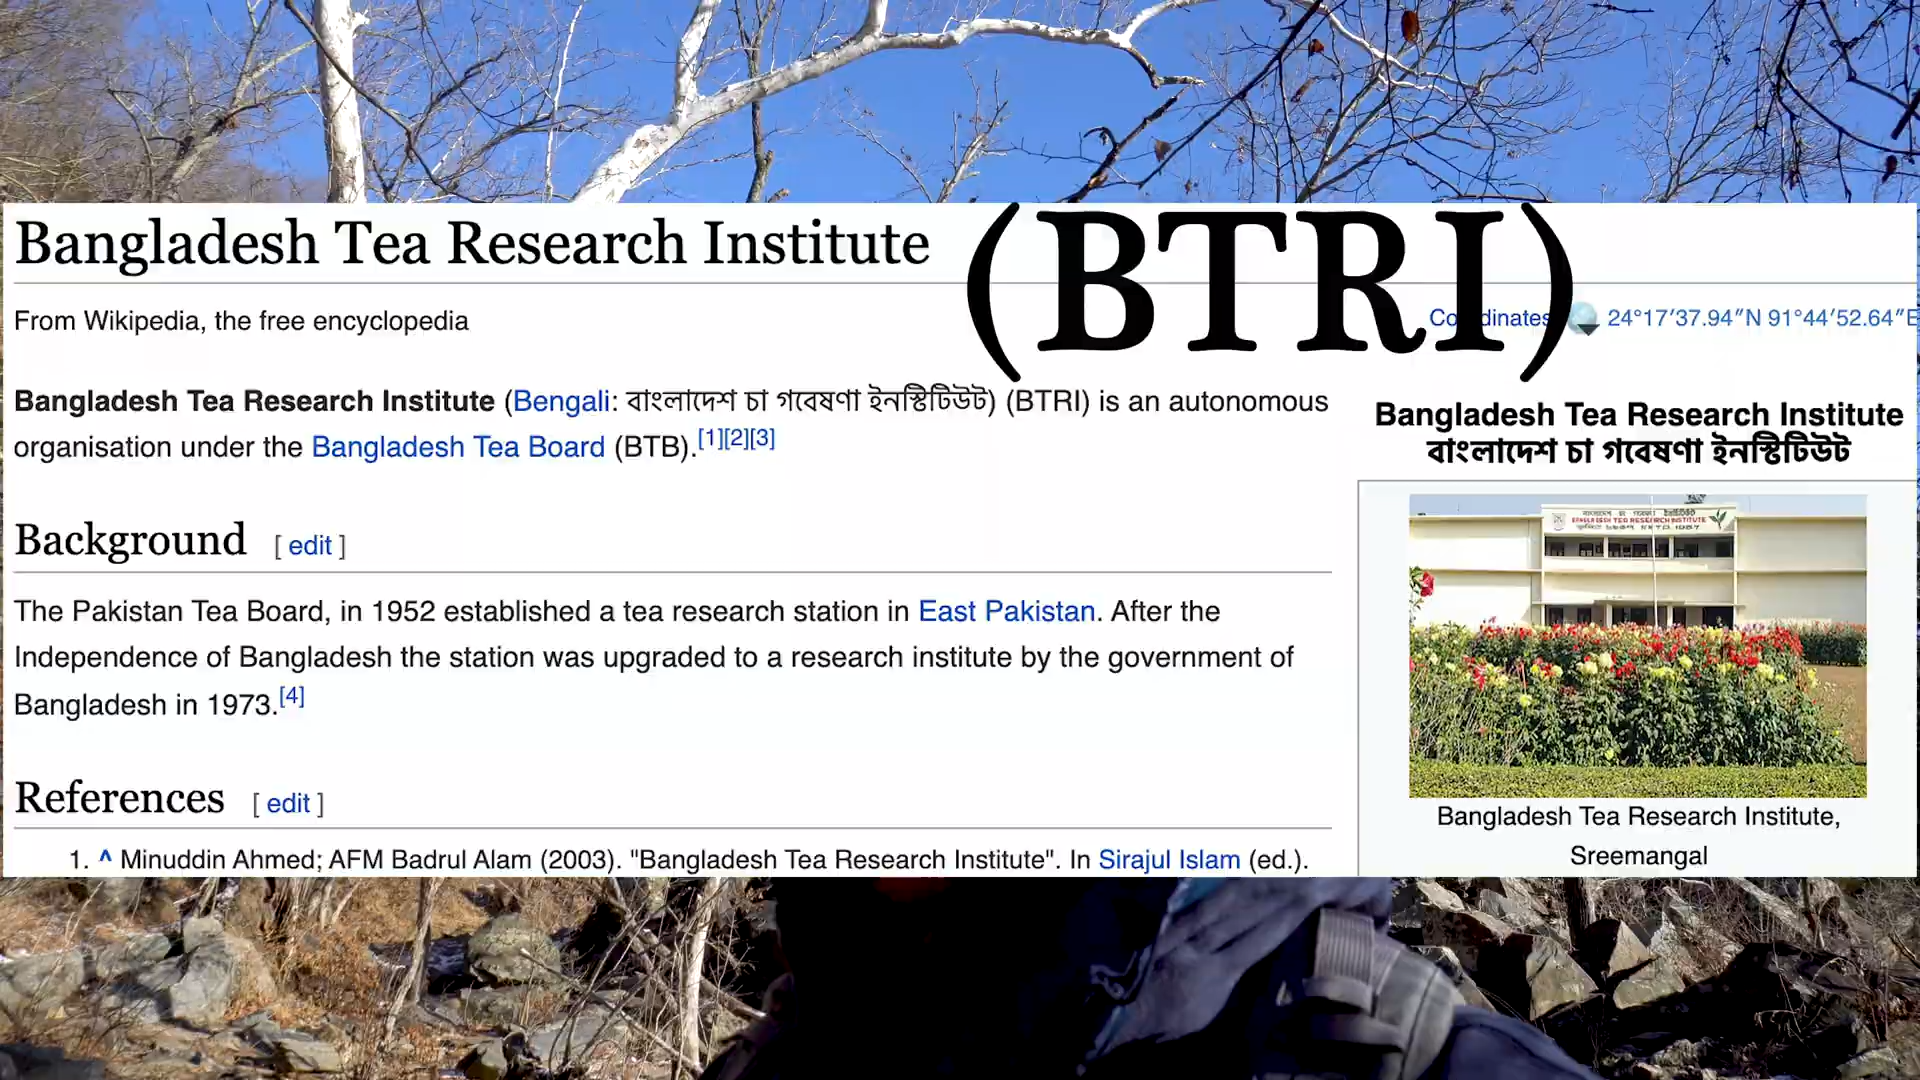 Bangladesh Tea Research Institute (BTRI)
From Wikipedia, the free encyclopedia
Coordinates 24°17′37.94″N 91°44′52.64″E
Bangladesh Tea Research Institute (Bengali: বাংলাদেশ চা গবেষণা ইনস্টিটিউট) (BTRI) is an autonomous
organisation under the Bangladesh Tea Board (BTB).[1][2][3]
Background [ edit ]
The Pakistan Tea Board, in 1952 established a tea research station in East Pakistan. After the
Independence of Bangladesh the station was upgraded to a research institute by the government of
Bangladesh in 1973.[4]
References [ edit ]
1. ^ Minuddin Ahmed; AFM Badrul Alam (2003). "Bangladesh Tea Research Institute". In Sirajul Islam (ed.).
Bangladesh Tea Research Institute
বাংলাদেশ চা গবেষণা ইনস্টিটিউট
BANGLADESH TEA RESEARCH INSTITUTE
Bangladesh Tea Research Institute,
Sreemangal